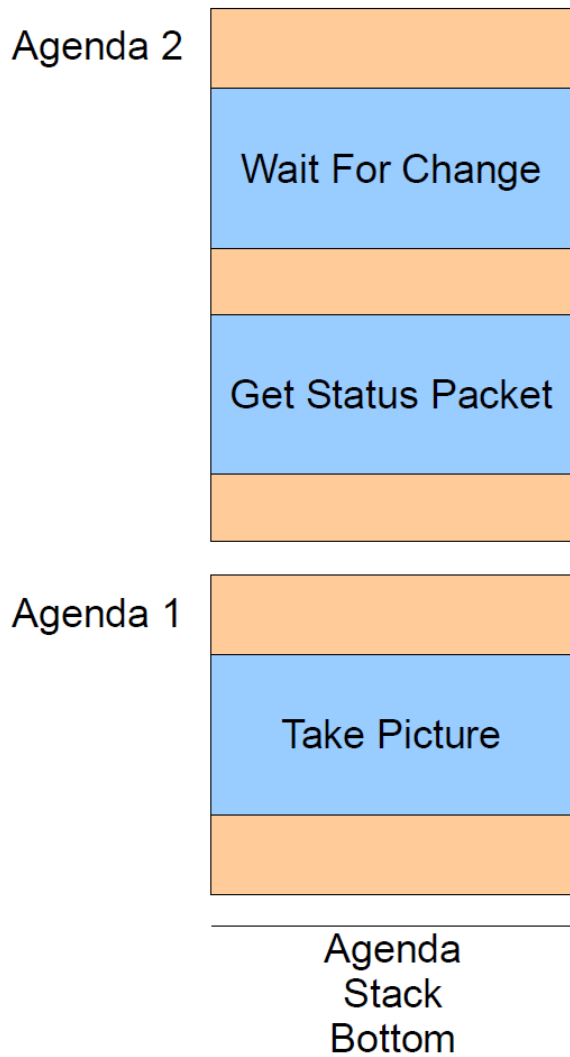 Agenda 2
Wait For Change
Get Status Packet
Agenda 1
Take Picture
Agenda
Stack
Bottom